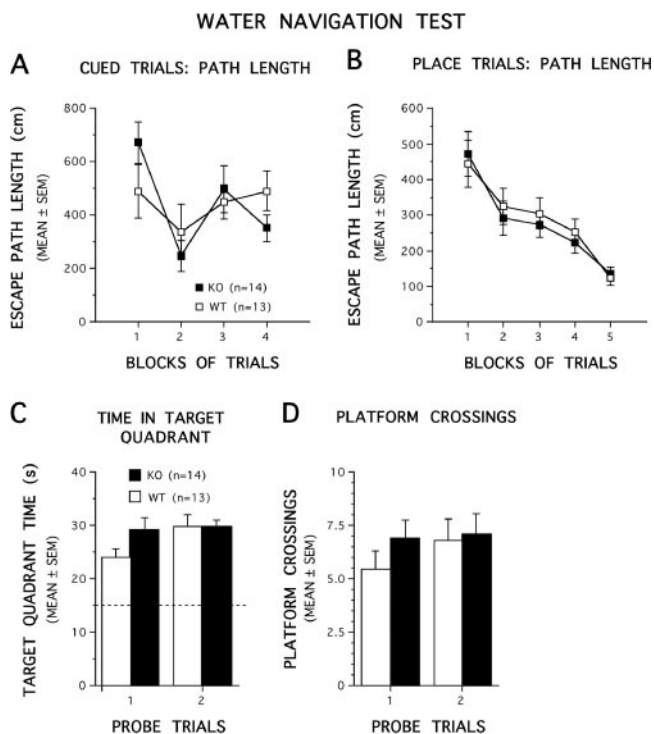 WATER NAVIGATION TEST
A
CUED TRIALS: PATH LENGTH
ESCAPE PATH LENGTH (cm)
(MEAN ± SEM)
800
600
400
200
0
KO (n=14)
WT (n=13)
1 2 3 4
BLOCKS OF TRIALS
B
PLACE TRIALS: PATH LENGTH
ESCAPE PATH LENGTH (cm)
(MEAN ± SEM)
600
500
400
300
200
100
0
1 2 3 4 5
BLOCKS OF TRIALS
C
TIME IN TARGET
QUADRANT
TARGET QUADRANT TIME (s)
(MEAN ± SEM)
40
30
20
10
0
KO (n=14)
WT (n=13)
1 2
PROBE TRIALS
D
PLATFORM CROSSINGS
PLATFORM CROSSINGS
(MEAN ± SEM)
10
7.5
5.0
2.5
0
1 2
PROBE TRIALS